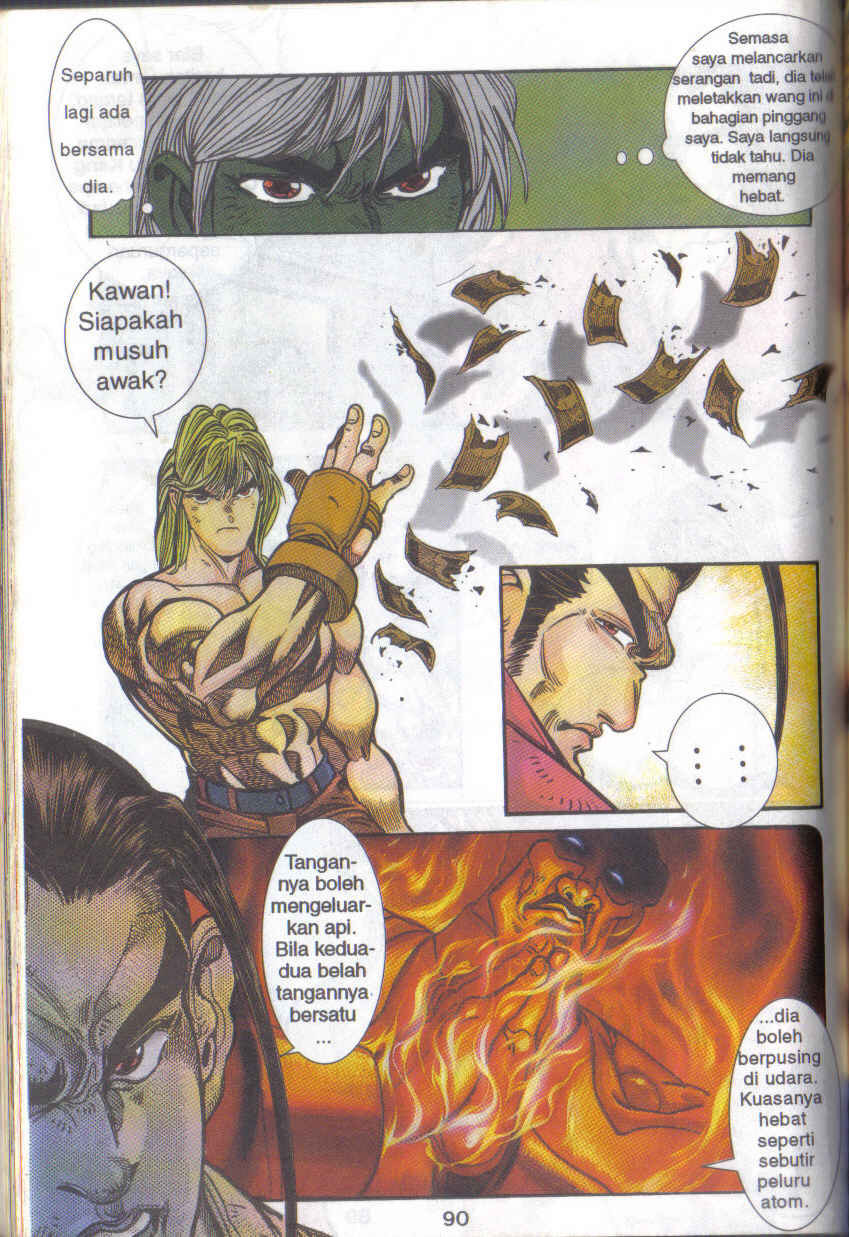 Separuh
lagi ada
bersama
dia.
Semasa
saya melancarkan
serangan tadi, dia
meletakkan wang ini
bahagian pinggang
saya. Saya langsung
tidak tahu. Dia
memang
hebat.
Kawan!
Siapakah
musuh
awak?
Tangan-
nya boleh
mengeluar-
kan api.
Bila kedua-
dua belah
tangannya
bersatu
...
...dia
boleh
berpusing
di udara.
Kuasanya
hebat
seperti
sebutir
peluru
atom.
90